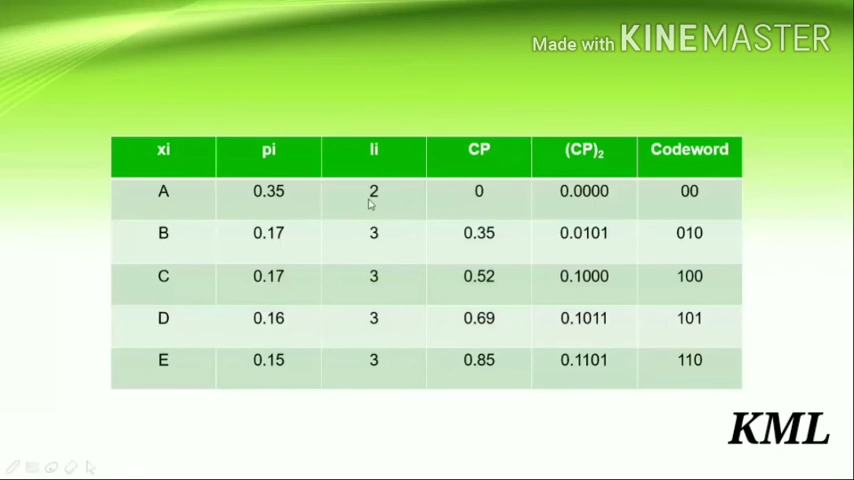 Made with KINEMASTER
xi pi li CP (CP)₂ Codeword
A 0.35 2 0 0.0000 00
B 0.17 3 0.35 0.0101 010
C 0.17 3 0.52 0.1000 100
D 0.16 3 0.69 0.1011 101
E 0.15 3 0.85 0.1101 110
KML